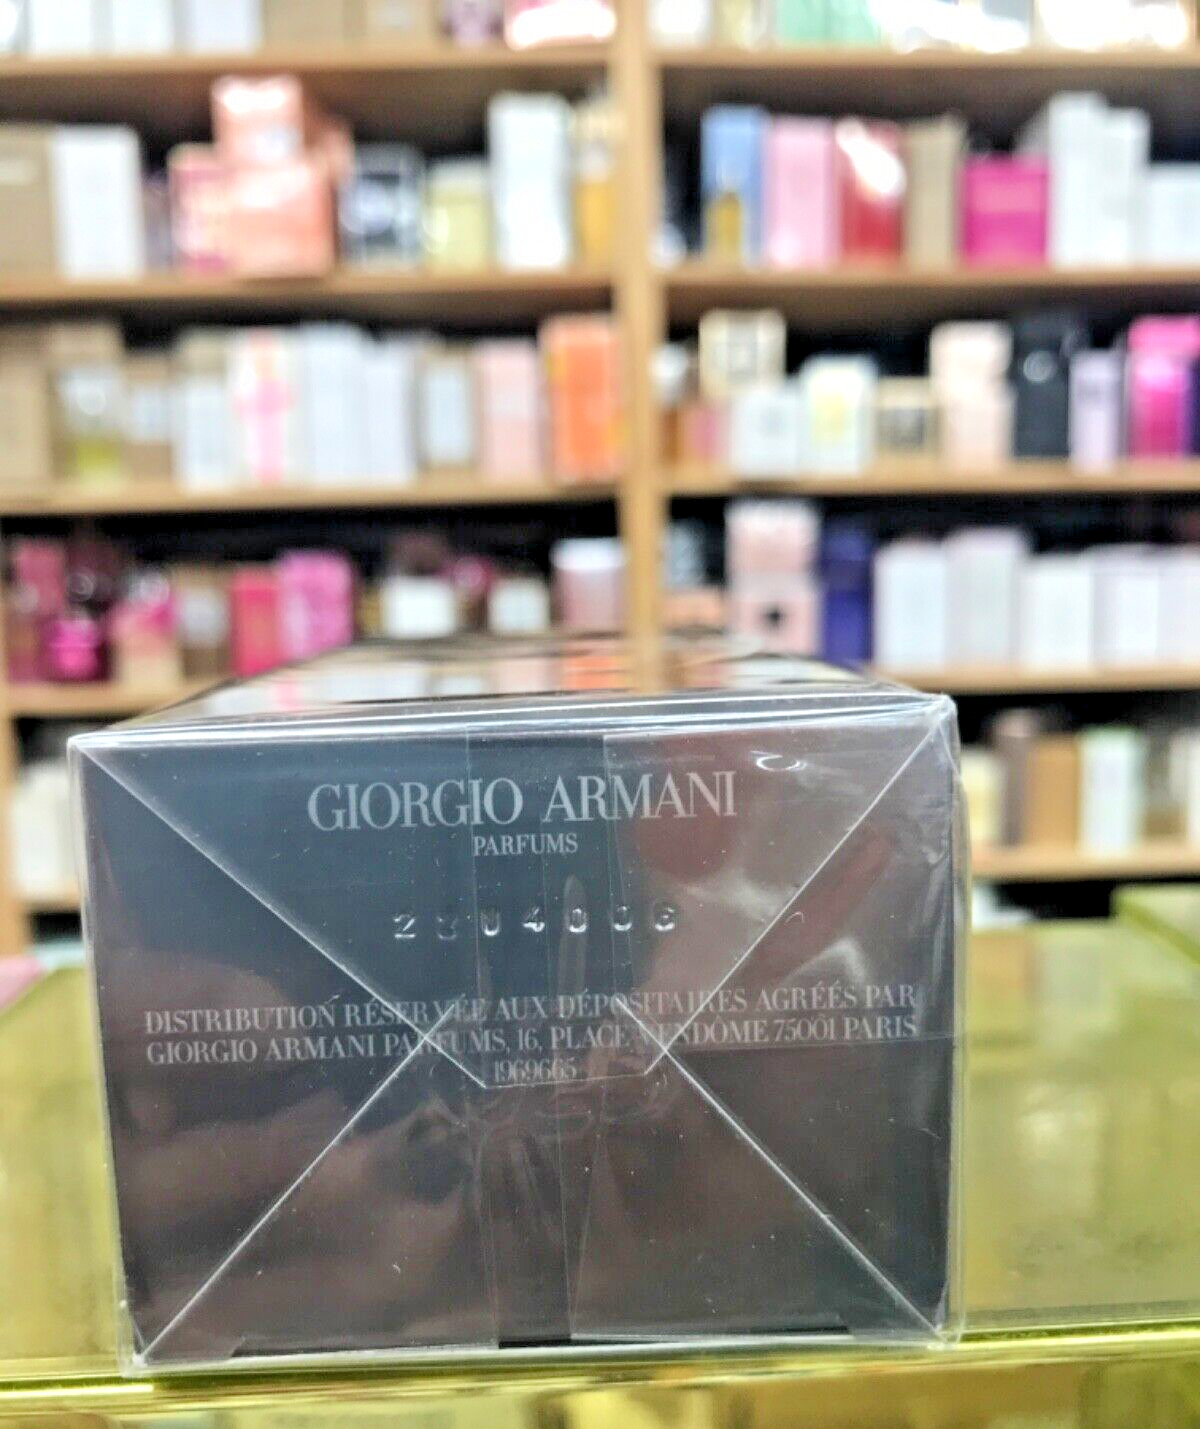 GIORGIO ARMANI
PARFUMS
DISTRIBUTION RÉSERVÉE AUX DÉPOSITAIRES AGRÉÉS PAR
GIORGIO ARMANI PARFUMS, 16, PLACE VENDÔME 75001 PARIS
1969665